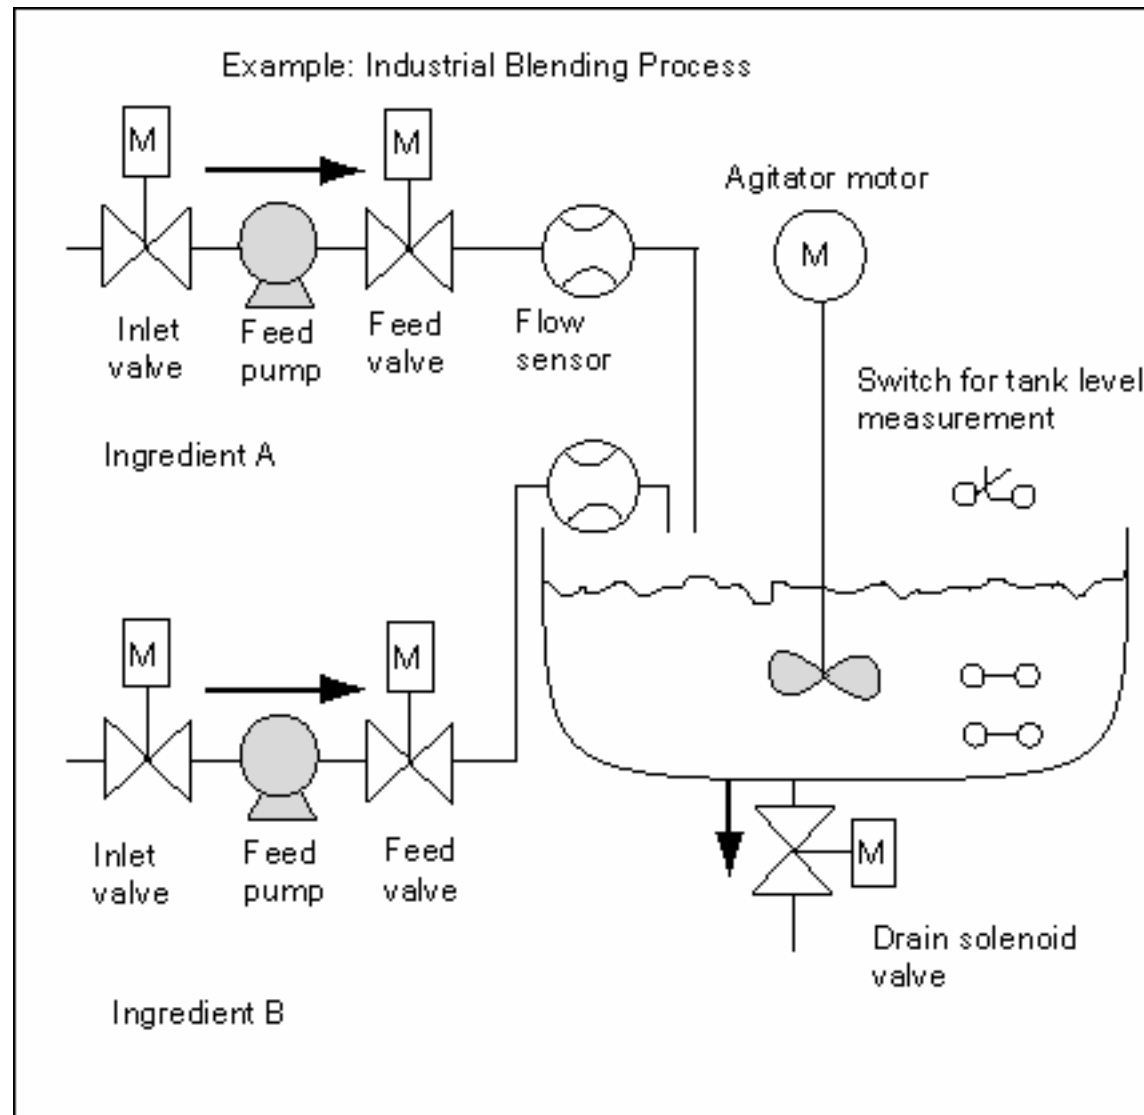 Example: Industrial Blending Process
M
M
Agitator motor
M
Inlet
valve
Feed
pump
Feed
valve
Flow
sensor
Switch for tank level
measurement
Ingredient A
M
M
Inlet
valve
Feed
pump
Feed
valve
M
Drain solenoid
valve
Ingredient B